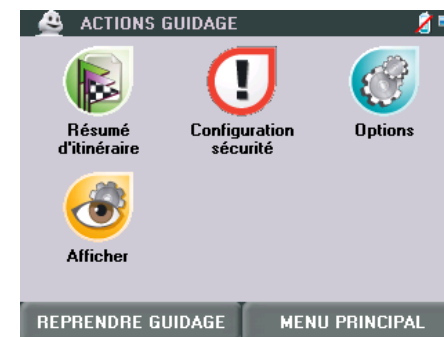 ACTIONS GUIDAGE
Résumé
d'itinéraire
Configuration
sécurité
Options
Afficher
REPRENDRE GUIDAGE
MENU PRINCIPAL